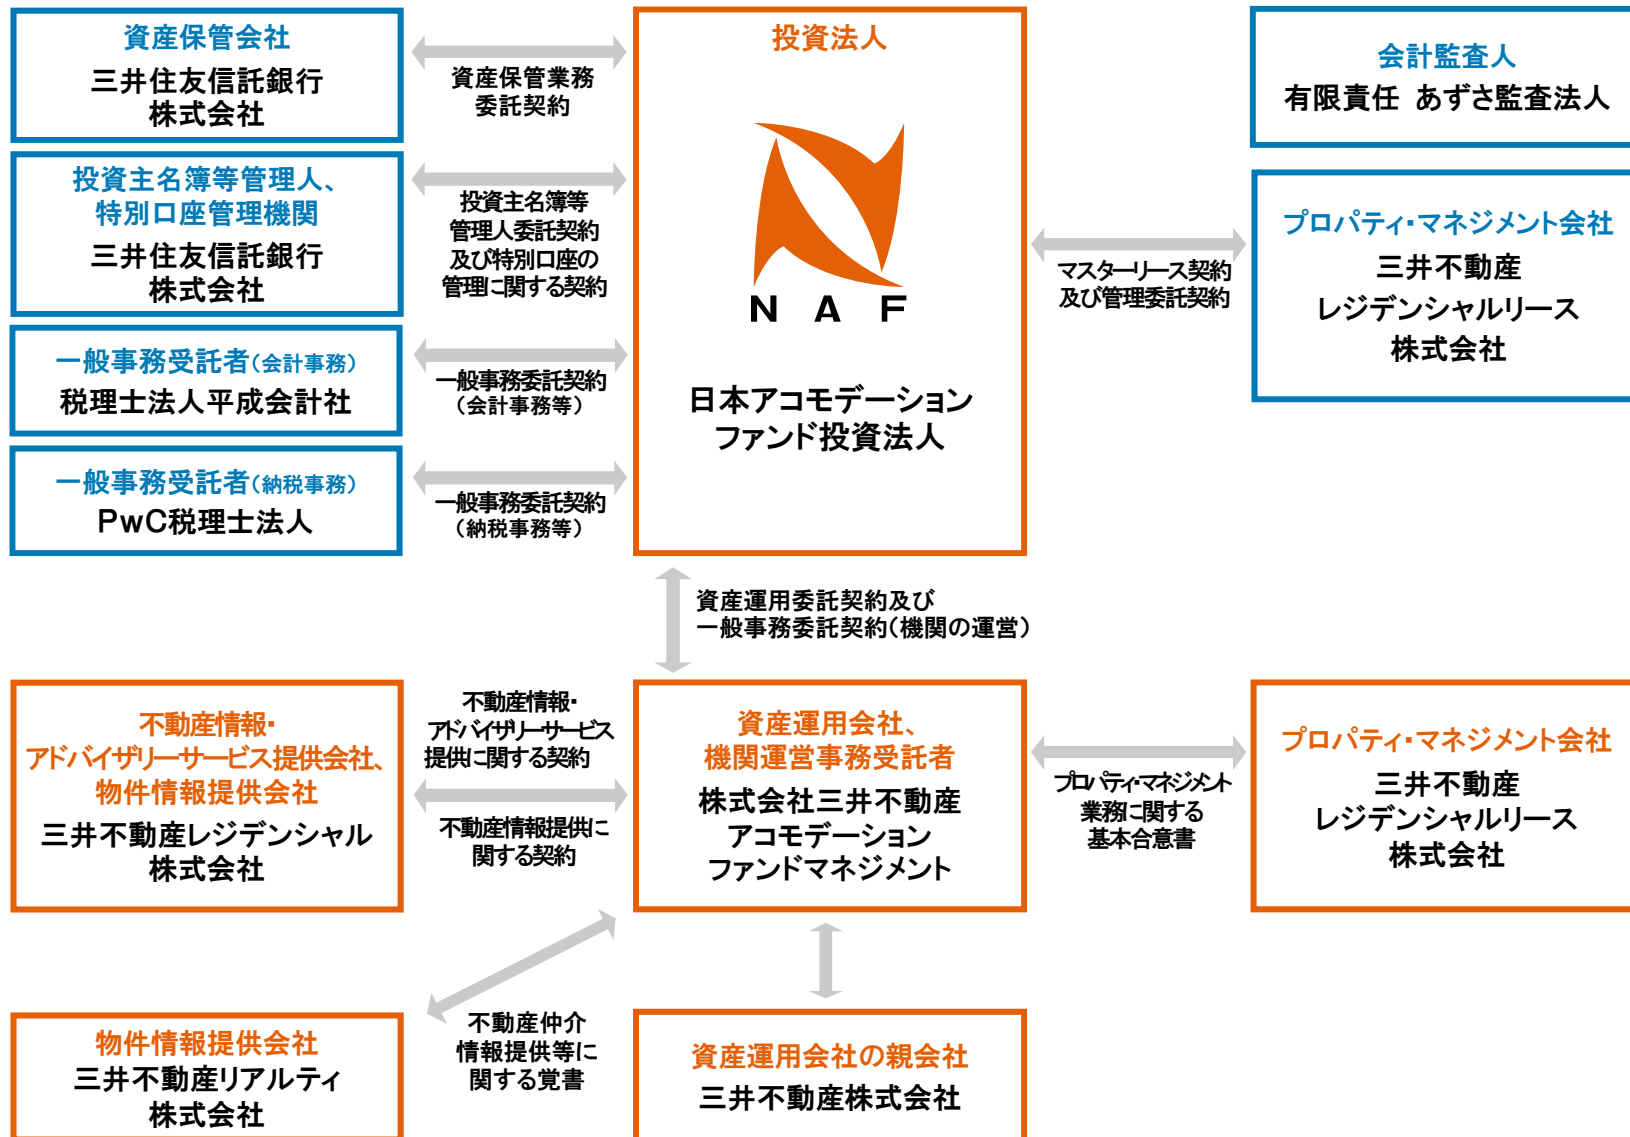 資産保管会社
三井住友信託銀行
株式会社
資産保管業務
委託契約
投資主名簿等管理人、
特別口座管理機関
三井住友信託銀行
株式会社
投資主名簿等
管理人委託契約
及び特別口座の
管理に関する契約
一般事務受託者(会計事務)
税理士法人平成会計社
一般事務委託契約
(会計事務等)
一般事務受託者(納税事務)
PwC税理士法人
一般事務委託契約
(納税事務等)
投資法人
NAF
日本アコモデーション
ファンド投資法人
会計監査人
有限責任 あずさ監査法人
マスターリース契約
及び管理委託契約
プロパティ・マネジメント会社
三井不動産
レジデンシャルリース
株式会社
資産運用委託契約及び
一般事務委託契約(機関の運営)
不動産情報・
アドバイザリーサービス提供会社、
物件情報提供会社
三井不動産レジデンシャル
株式会社
不動産情報・
アドバイザリーサービス
提供に関する契約
不動産情報提供に
関する契約
資産運用会社、
機関運営事務受託者
株式会社三井不動産
アコモデーション
ファンドマネジメント
プロパティ・マネジメント
業務に関する
基本合意書
プロパティ・マネジメント会社
三井不動産
レジデンシャルリース
株式会社
物件情報提供会社
三井不動産リアルティ
株式会社
不動産仲介
情報提供等に
関する覚書
資産運用会社の親会社
三井不動産株式会社